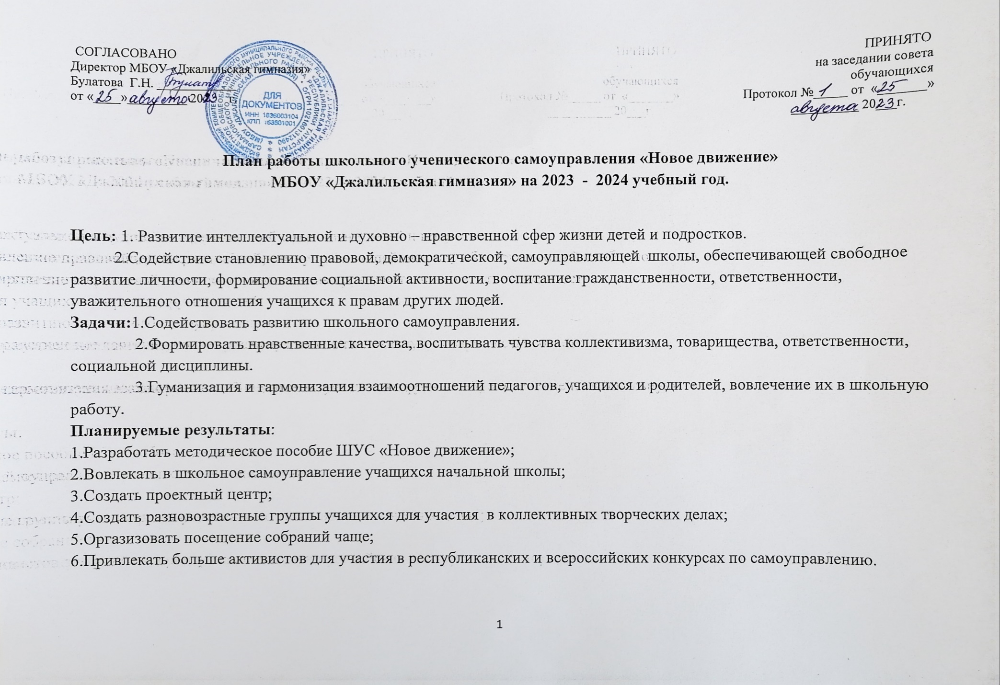 СОГЛАСОВАНО
Директор МБОУ «Джалильская гимназия»
Булатова Г.Н. ________
от «25» августа 2023 г.
ДЛЯ
ДОКУМЕНТОВ
ИНН 1636003104
КПП 163601001
ПРИНЯТО
на заседании совета
обучающихся
Протокол № 1 от «25»
августа 2023 г.
План работы школьного ученического самоуправления «Новое движение»
МБОУ «Джалильская гимназия» на 2023 - 2024 учебный год.
Цель: 1. Развитие интеллектуальной и духовно – нравственной сфер жизни детей и подростков.
2.Содействие становлению правовой, демократической, самоуправляющей школы, обеспечивающей свободное
развитие личности, формирование социальной активности, воспитание гражданственности, ответственности,
уважительного отношения учащихся к правам других людей.
Задачи:1.Содействовать развитию школьного самоуправления.
2.Формировать нравственные качества, воспитывать чувства коллективизма, товарищества, ответственности,
социальной дисциплины.
3.Гуманизация и гармонизация взаимоотношений педагогов, учащихся и родителей, вовлечение их в школьную
работу.
Планируемые результаты:
1.Разработать методическое пособие ШУС «Новое движение»;
2.Вовлекать в школьное самоуправление учащихся начальной школы;
3.Создать проектный центр;
4.Создать разновозрастные группы учащихся для участия в коллективных творческих делах;
5.Оргазизовать посещение собраний чаще;
6.Привлекать больше активистов для участия в республиканских и всероссийских конкурсах по самоуправлению.
1